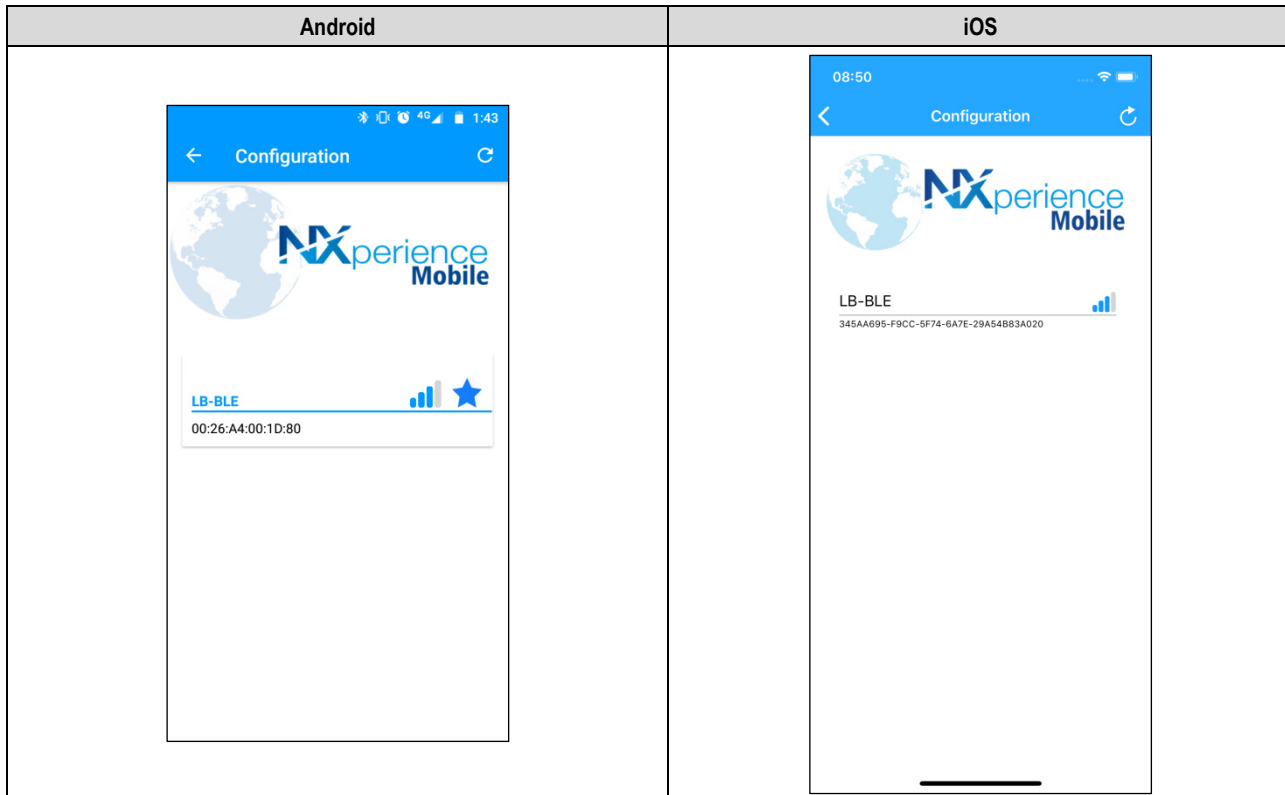 Android
iOS
4G 1:43
Configuration
NXperience
Mobile
LB-BLE
00:26:A4:00:1D:80
08:50
Configuration
NXperience
Mobile
LB-BLE
345AA695-F9CC-5F74-6A7E-29A54B83A020